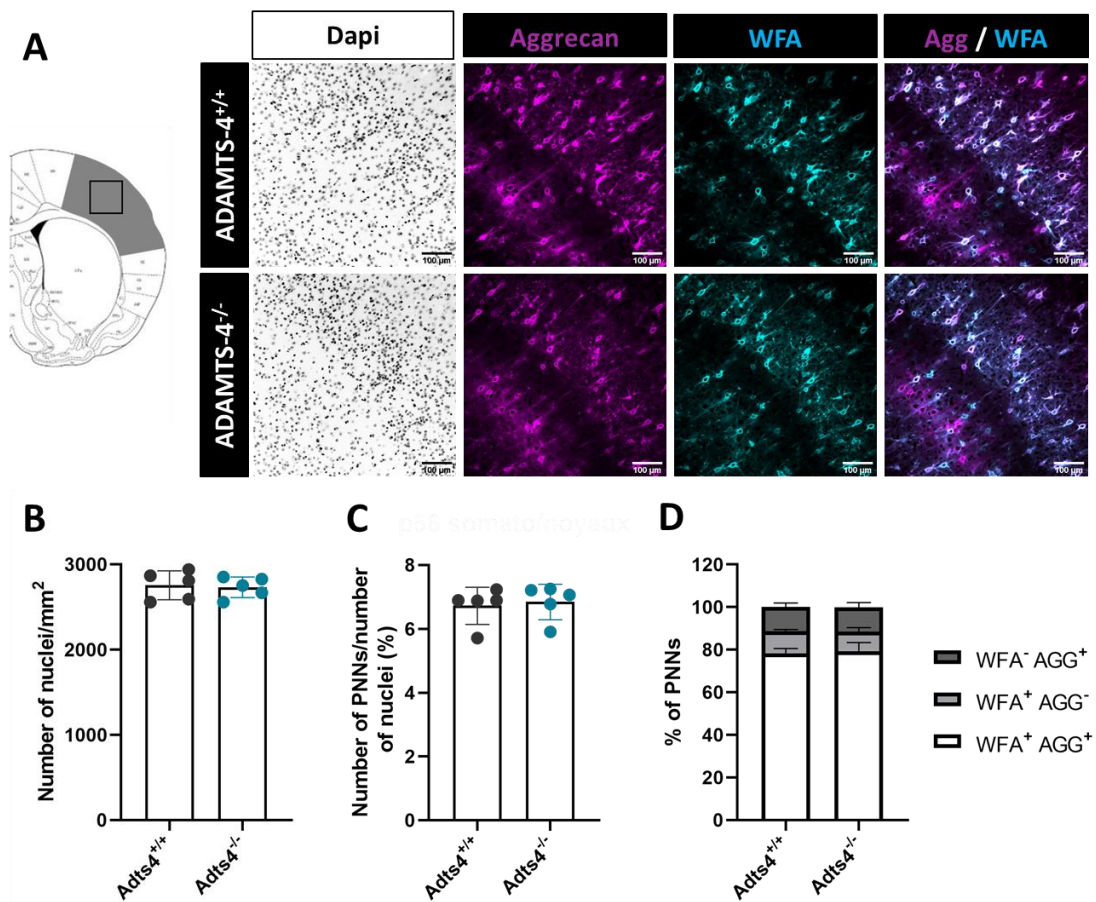 A
Dapi
Aggrecan
WFA
Agg / WFA
ADAMTS-4+/+
100 µm
100 µm
100 µm
100 µm
ADAMTS-4-/-
100 µm
100 µm
100 µm
100 µm
B
Number of nuclei/mm²
3000
2000
1000
0
Adts4+/+
Adts4-/-
C
p56 somato/noyaux
Number of PNNs/number
of nuclei (%)
8
6
4
2
0
Adts4+/+
Adts4-/-
D
% of PNNs
120
100
80
60
40
20
0
Adts4+/+
Adts4-/-
WFA- AGG+
WFA+ AGG-
WFA+ AGG+